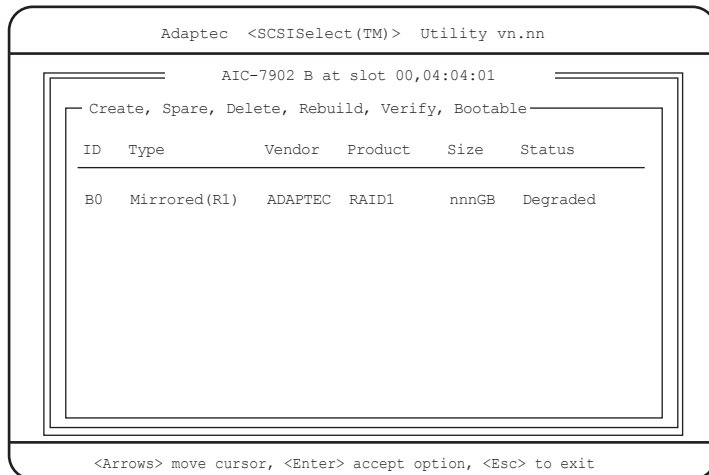 Adaptec <SCSISelect(TM)> Utility vn.nn
AIC-7902 B at slot 00,04:04:01
Create, Spare, Delete, Rebuild, Verify, Bootable
ID Type Vendor Product Size Status
B0 Mirrored(R1) ADAPTEC RAID1 nnnGB Degraded
<Arrows> move cursor, <Enter> accept option, <Esc> to exit